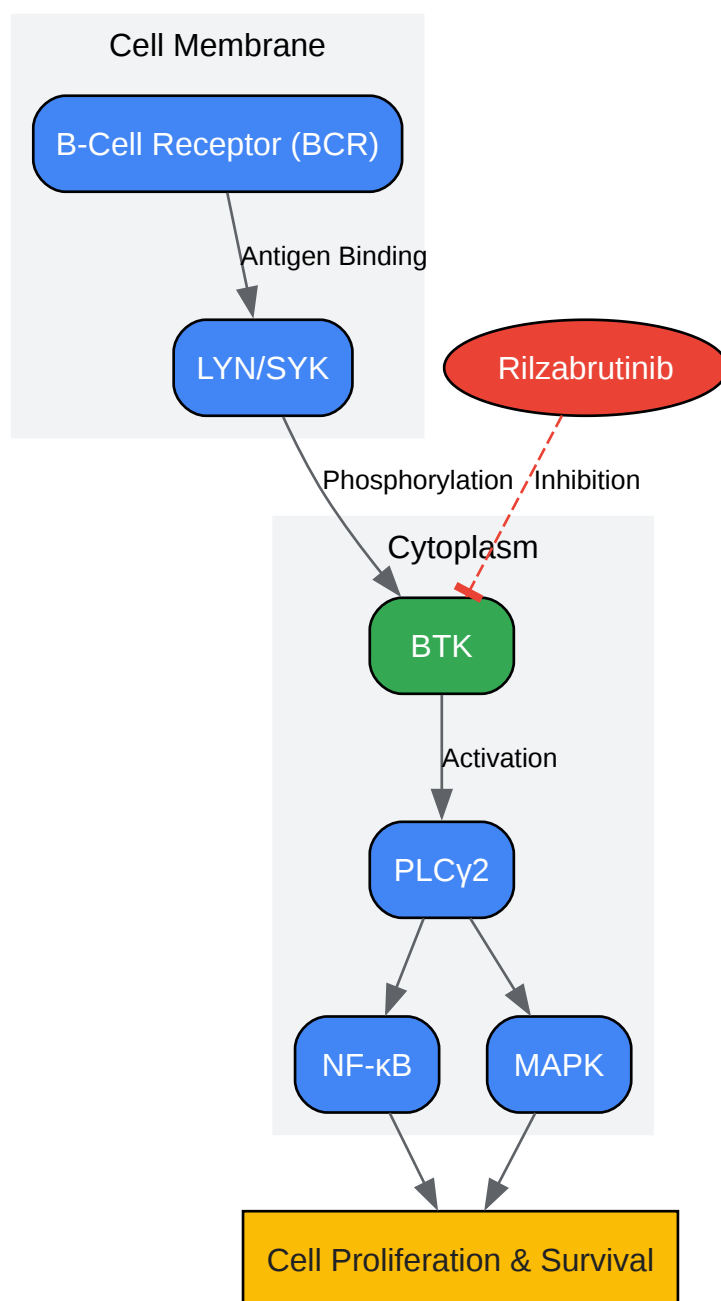 Cell Membrane
B-Cell Receptor (BCR)
Antigen Binding
LYN/SYK
Rilzabrutinib
Phosphorylation
Inhibition
Cytoplasm
BTK
Activation
PLCγ2
NF-κB
MAPK
Cell Proliferation & Survival